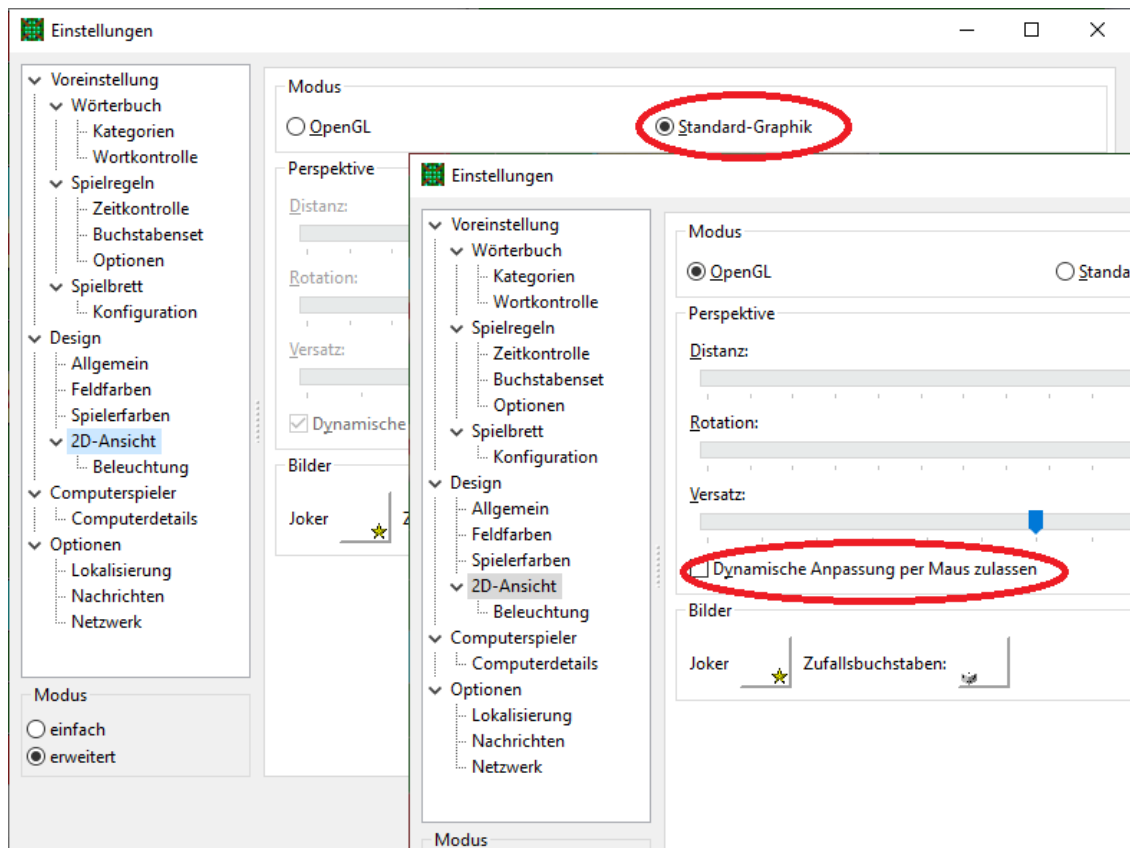 Einstellungen
Voreinstellung
Wörterbuch
Kategorien
Wortkontrolle
Spielregeln
Zeitkontrolle
Buchstabenset
Optionen
Spielbrett
Konfiguration
Design
Allgemein
Feldfarben
Spielerfarben
2D-Ansicht
Beleuchtung
Computerspieler
Computerdetails
Optionen
Lokalisierung
Nachrichten
Netzwerk
Modus
einfach
erweitert
Modus
OpenGL Standard-Graphik
Perspektive
Distanz:
Rotation:
Versatz:
Dynamische
Bilder
Joker Z
Einstellungen
Voreinstellung
Wörterbuch
Kategorien
Wortkontrolle
Spielregeln
Zeitkontrolle
Buchstabenset
Optionen
Spielbrett
Konfiguration
Design
Allgemein
Feldfarben
Spielerfarben
2D-Ansicht
Beleuchtung
Computerspieler
Computerdetails
Optionen
Lokalisierung
Nachrichten
Netzwerk
Modus
Modus
OpenGL Standa
Perspektive
Distanz:
Rotation:
Versatz:
Dynamische Anpassung per Maus zulassen
Bilder
Joker Zufallsbuchstaben: